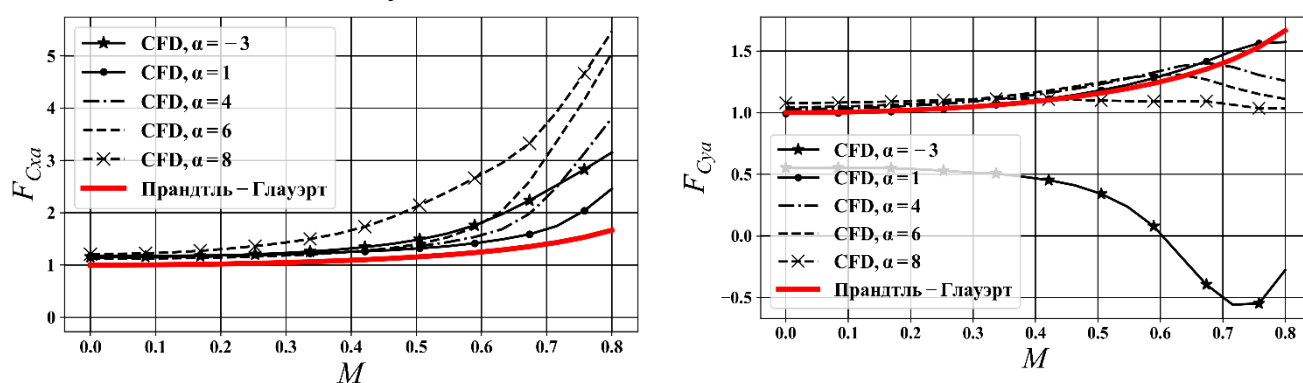 5
4
3
2
1
0
F_{Cxa}
CFD, α = −3
CFD, α = 1
CFD, α = 4
CFD, α = 6
CFD, α = 8
Прандтль − Глауэрт
0.0 0.1 0.2 0.3 0.4 0.5 0.6 0.7 0.8
M
1.5
1.0
0.5
0.0
−0.5
F_{Cya}
CFD, α = −3
CFD, α = 1
CFD, α = 4
CFD, α = 6
CFD, α = 8
Прандтль − Глауэрт
0.0 0.1 0.2 0.3 0.4 0.5 0.6 0.7 0.8
M